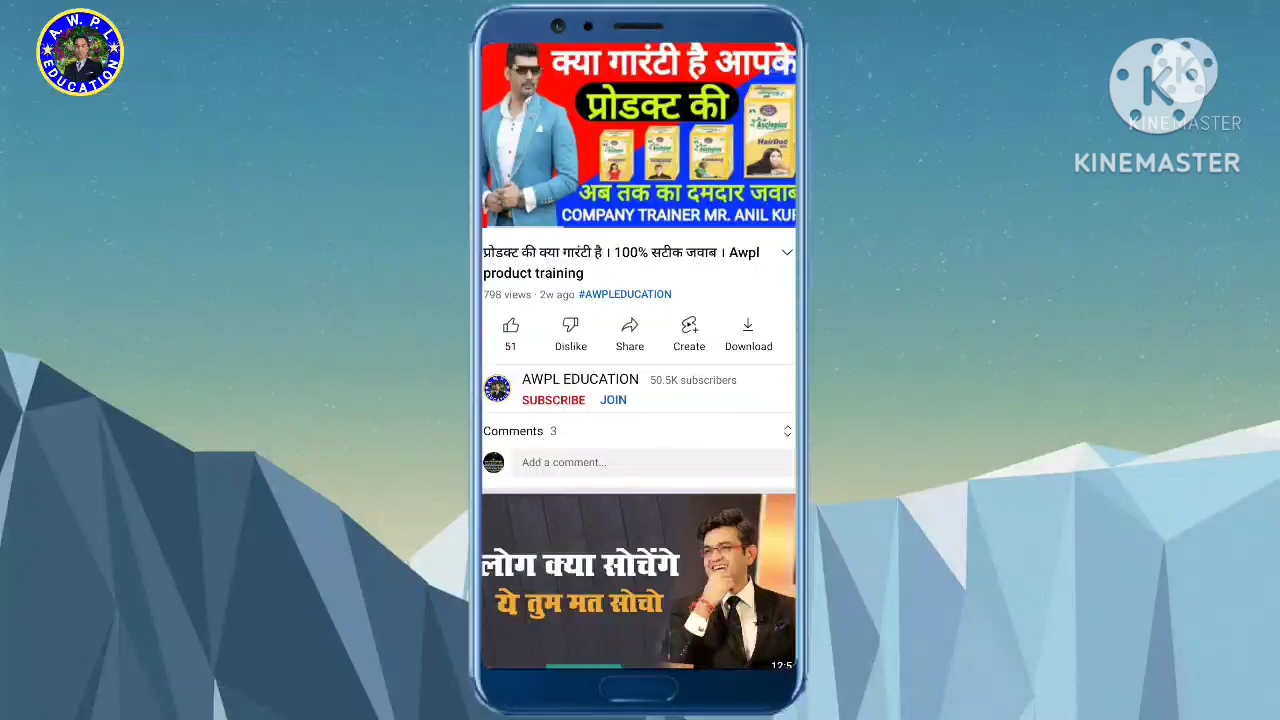 A.W.P.L
EDUCATION
KINEMASTER
KINEMASTER
क्या गारंटी है आपके
प्रोडक्ट की
Asclepius
HairDoc
अब तक का दमदार जवाब
COMPANY TRAINER MR. ANIL KU
प्रोडक्ट की क्या गारंटी है । 100% सटीक जवाब । Awpl
product training
798 views · 2w ago #AWPLEDUCATION
51 Dislike Share Create Download
AWPL EDUCATION 50.5K subscribers
SUBSCRIBE JOIN
Comments 3
Add a comment...
लोग क्या सोचेंगे
ये तुम मत सोचो
12:5